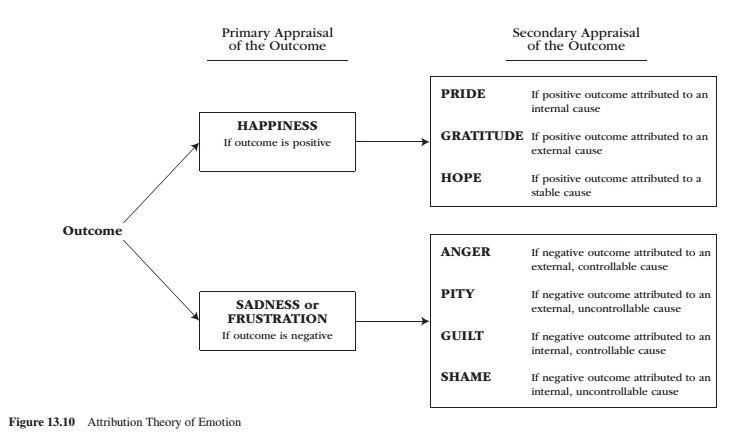 Primary Appraisal
of the Outcome
Secondary Appraisal
of the Outcome
HAPPINESS
If outcome is positive
PRIDE If positive outcome attributed to an
internal cause
GRATITUDE If positive outcome attributed to an
external cause
HOPE If positive outcome attributed to a
stable cause
Outcome
SADNESS or
FRUSTRATION
If outcome is negative
ANGER If negative outcome attributed to an
external, controllable cause
PITY If negative outcome attributed to an
external, uncontrollable cause
GUILT If negative outcome attributed to an
internal, controllable cause
SHAME If negative outcome attributed to an
internal, uncontrollable cause
Figure 13.10 Attribution Theory of Emotion